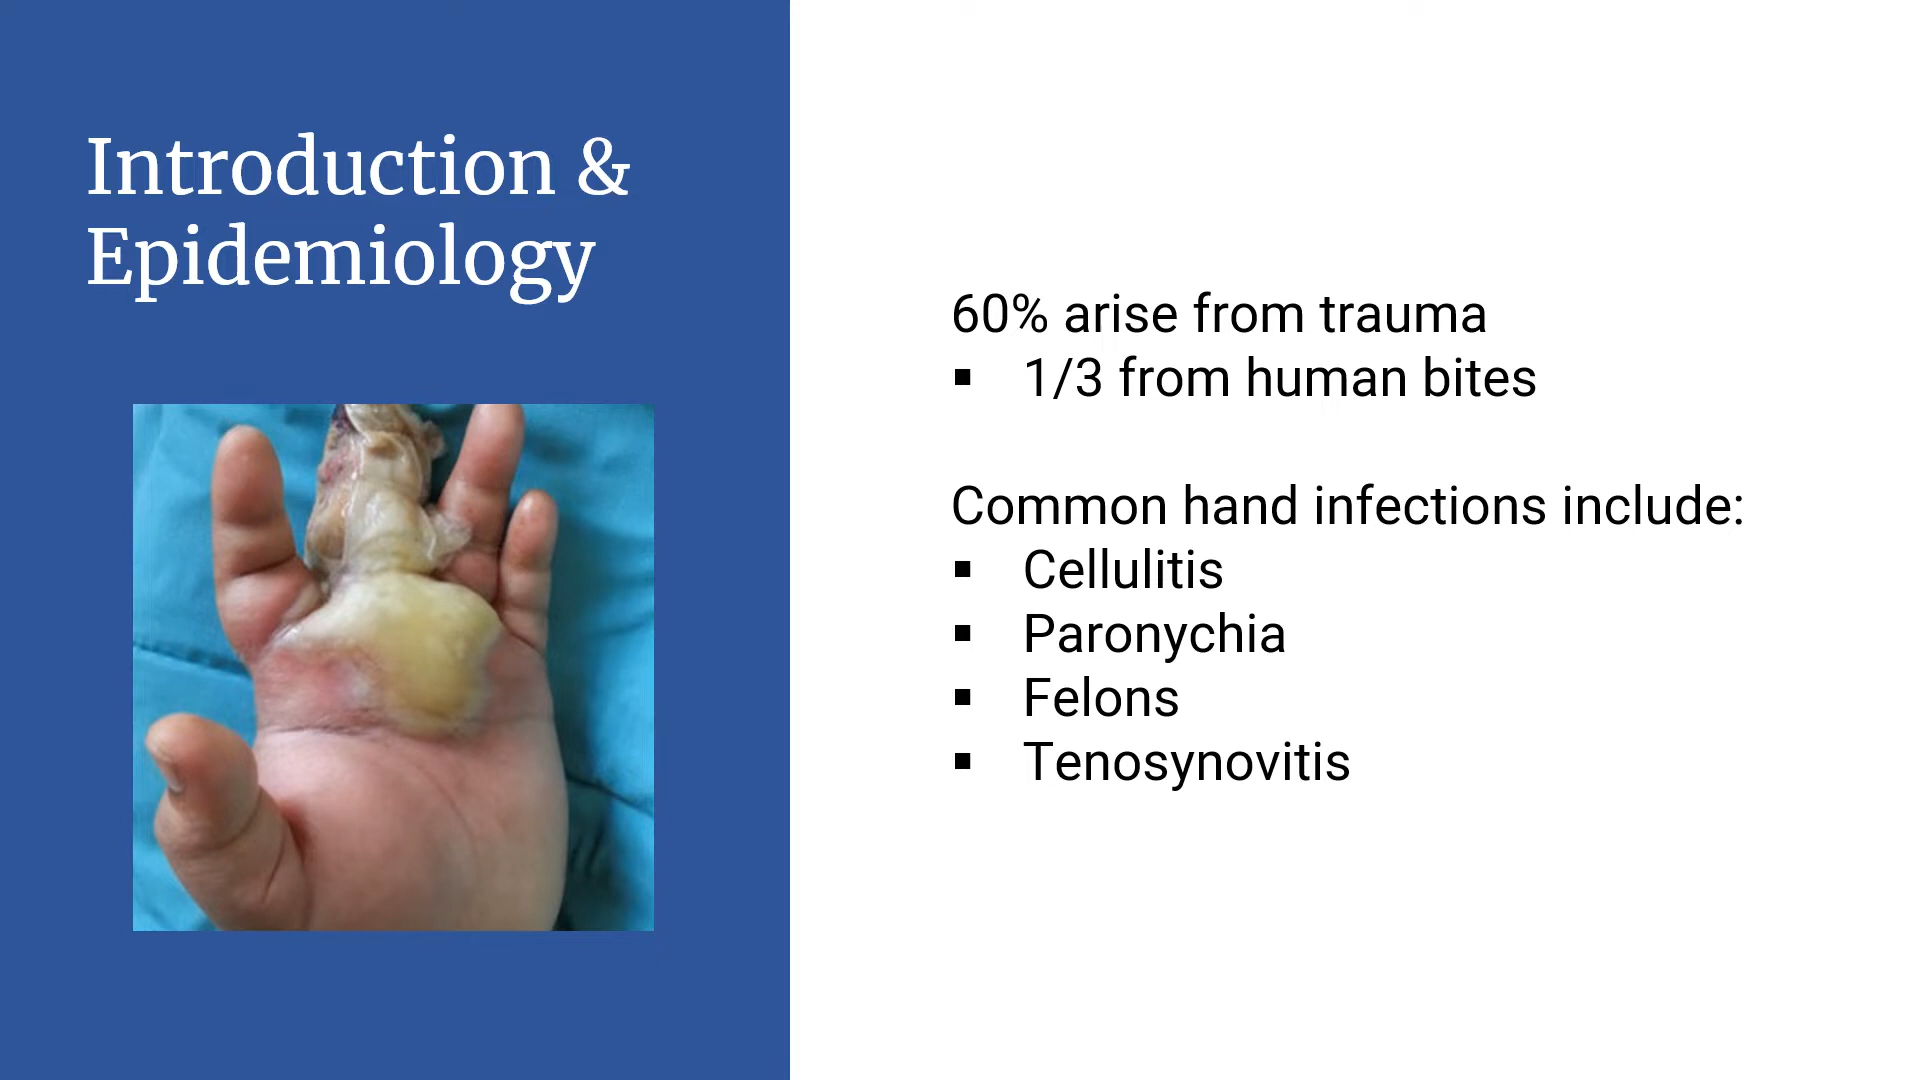 Introduction &
Epidemiology
60% arise from trauma
▪ 1/3 from human bites
Common hand infections include:
▪ Cellulitis
▪ Paronychia
▪ Felons
▪ Tenosynovitis